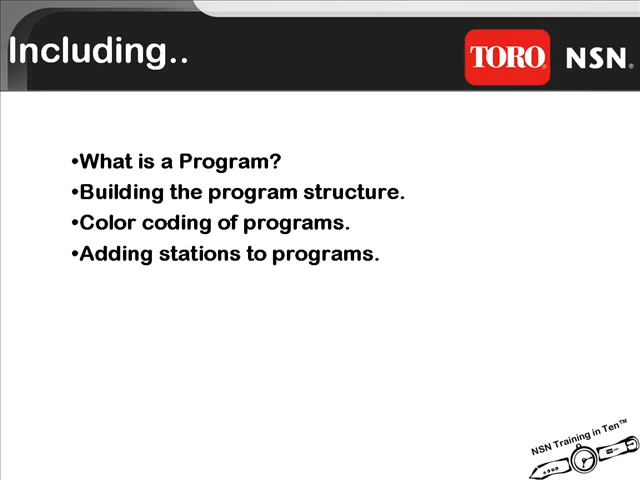 Including..
TORO® NSN®
•What is a Program?
•Building the program structure.
•Color coding of programs.
•Adding stations to programs.
NSN Training in Ten™